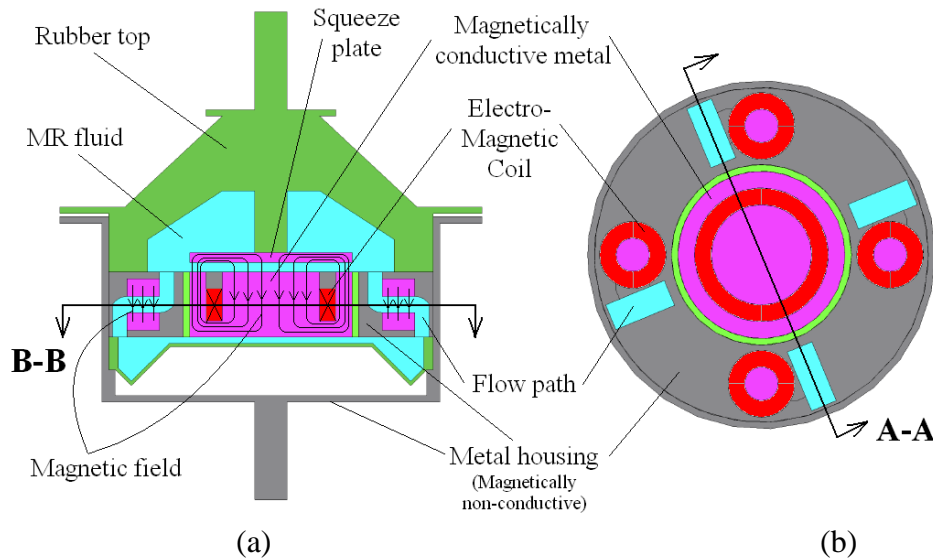 Rubber top
Squeeze
plate
Magnetically
conductive metal
MR fluid
Electro-
Magnetic
Coil
B-B
Flow path
A-A
Magnetic field
Metal housing
(Magnetically
non-conductive)
(a)
(b)